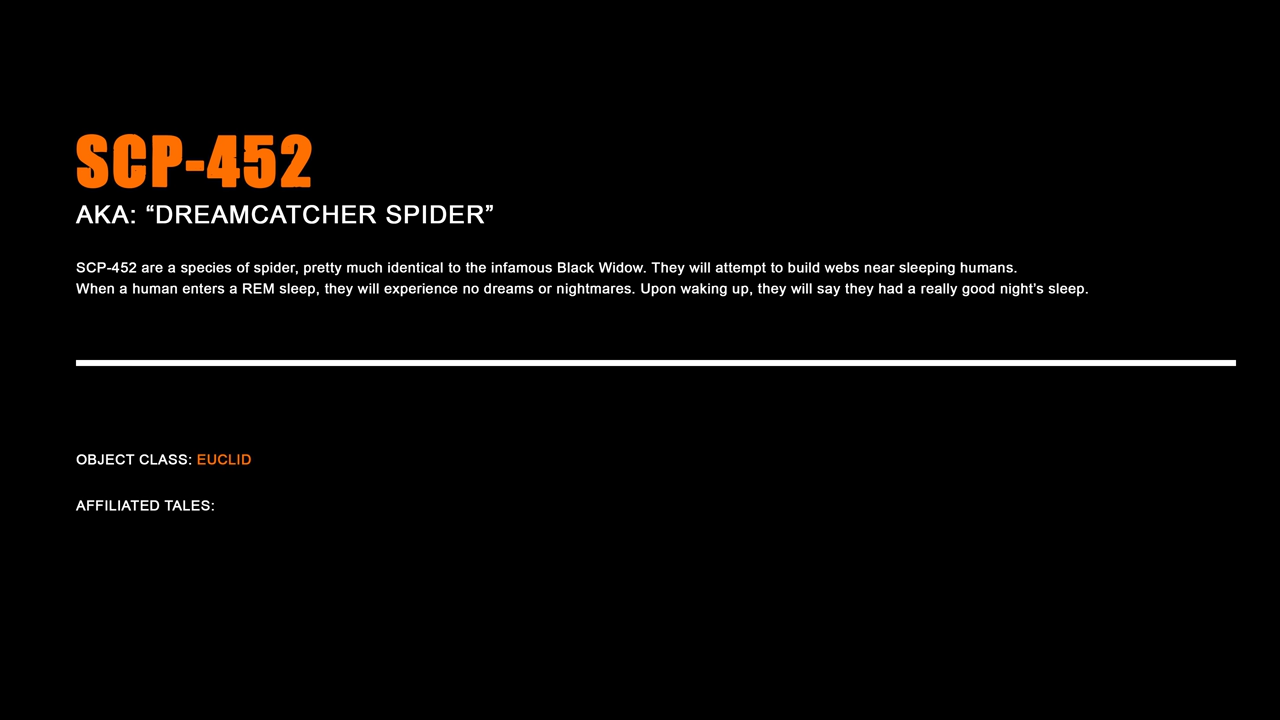 SCP-452
AKA: “DREAMCATCHER SPIDER”
SCP-452 are a species of spider, pretty much identical to the infamous Black Widow. They will attempt to build webs near sleeping humans.
When a human enters a REM sleep, they will experience no dreams or nightmares. Upon waking up, they will say they had a really good night’s sleep.
OBJECT CLASS: EUCLID
AFFILIATED TALES: